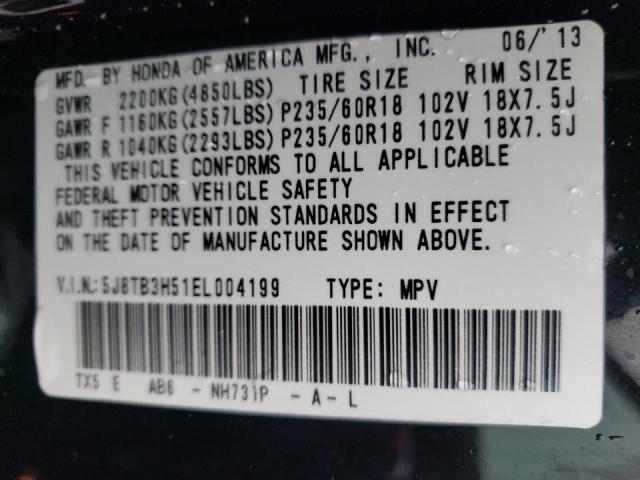 MFD. BY HONDA OF AMERICA MFG., INC. 06/'13
GVWR 2200KG(4850LBS) TIRE SIZE RIM SIZE
GAWR F 1160KG(2557LBS)P235/60R18 102V 18X7.5J
GAWR R 1040KG(2293LBS)P235/60R18 102V 18X7.5J
THIS VEHICLE CONFORMS TO ALL APPLICABLE
FEDERAL MOTOR VEHICLE SAFETY
AND THEFT PREVENTION STANDARDS IN EFFECT
ON THE DATE OF MANUFACTURE SHOWN ABOVE.
V.I.N.: 5J8TB3H51EL004199 TYPE: MPV
TX5 E AB6 - NH731P - A - L